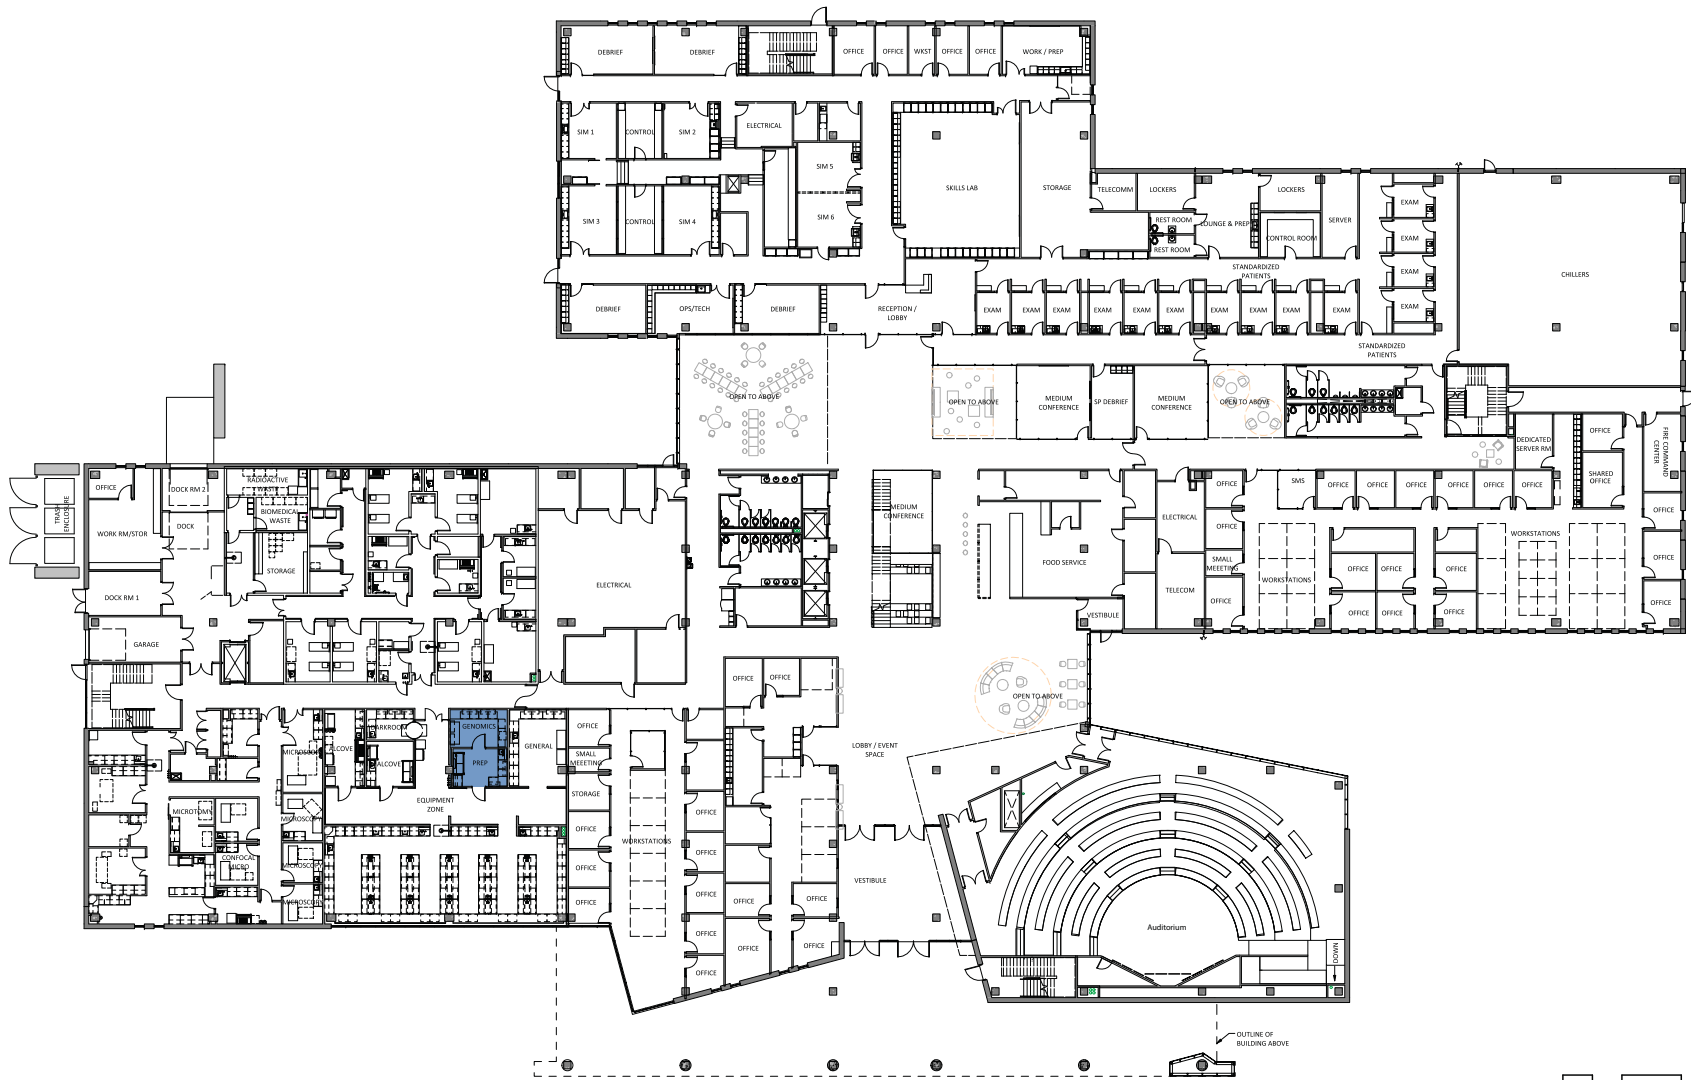 DEBRIEF
DEBRIEF
OFFICE
OFFICE
WKST
OFFICE
OFFICE
WORK / PREP
SIM 1
CONTROL
SIM 2
ELECTRICAL
SIM 5
SIM 3
CONTROL
SIM 4
SIM 6
SKILLS LAB
STORAGE
TELECOMM
LOCKERS
REST ROOM
REST ROOM
LOUNGE & PREP
LOCKERS
CONTROL ROOM
SERVER
EXAM
EXAM
EXAM
EXAM
CHILLERS
STANDARDIZED
PATIENTS
DEBRIEF
OPS/TECH
DEBRIEF
RECEPTION /
LOBBY
EXAM
EXAM
EXAM
EXAM
EXAM
EXAM
EXAM
EXAM
EXAM
EXAM
STANDARDIZED
PATIENTS
OPEN TO ABOVE
OPEN TO ABOVE
MEDIUM
CONFERENCE
SP DEBRIEF
MEDIUM
CONFERENCE
OPEN TO ABOVE
DEDICATED
SERVER RM
OFFICE
SHARED
OFFICE
FIRE COMMAND
CENTER
TRASH
ENCLOSURE
OFFICE
WORK RM/STOR
DOCK RM 2
DOCK
RADIOACTIVE
WASTE
BIOMEDICAL
WASTE
STORAGE
DOCK RM 1
GARAGE
ELECTRICAL
MEDIUM
CONFERENCE
FOOD SERVICE
VESTIBULE
ELECTRICAL
TELECOM
OFFICE
OFFICE
SMALL
MEEETING
OFFICE
SMS
OFFICE
OFFICE
OFFICE
OFFICE
OFFICE
OFFICE
WORKSTATIONS
WORKSTATIONS
OFFICE
OFFICE
OFFICE
OFFICE
OFFICE
OFFICE
OFFICE
OFFICE
OFFICE
OFFICE
OFFICE
OPEN TO ABOVE
LOBBY / EVENT
SPACE
MICROSCOPY
ALCOVE
DARKROOM
ALCOVE
GENOMICS
PREP
GENERAL
EQUIPMENT
ZONE
MICROTOMY
MICROSCOPY
CONFOCAL
MICRO
MICROSCOPY
MICROSCOPY
OFFICE
SMALL
MEEETING
STORAGE
OFFICE
OFFICE
OFFICE
WORKSTATIONS
OFFICE
OFFICE
OFFICE
OFFICE
OFFICE
OFFICE
OFFICE
OFFICE
OFFICE
OFFICE
VESTIBULE
Auditorium
DOWN
OUTLINE OF
BUILDING ABOVE